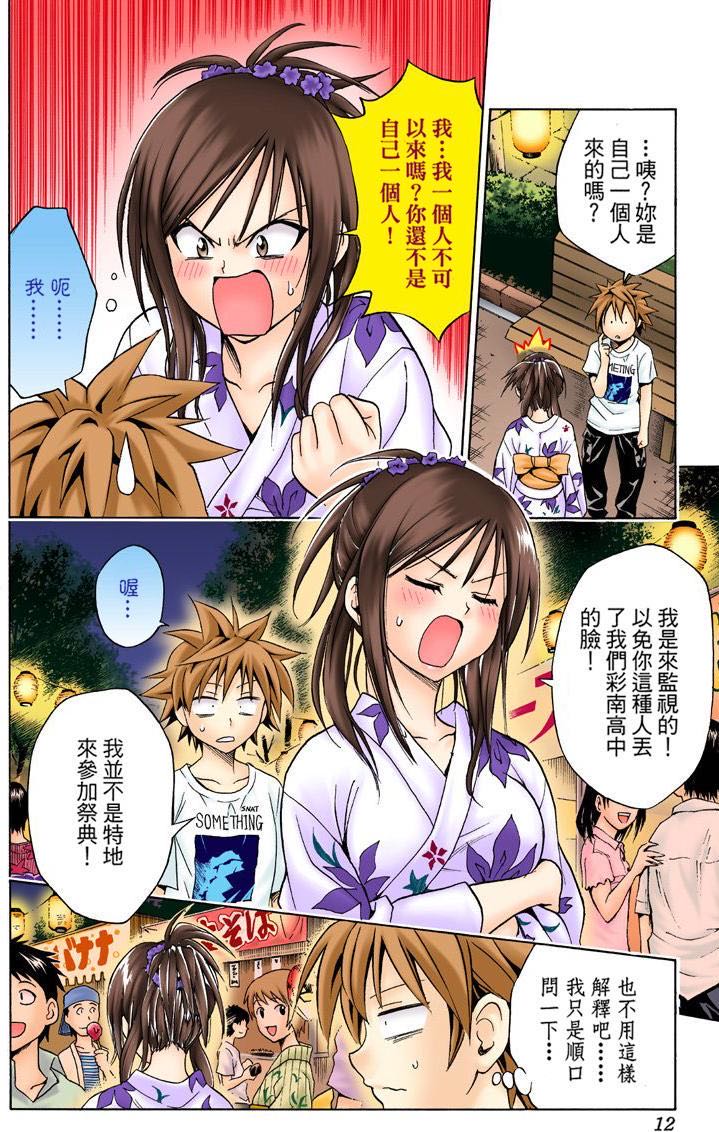 …咦？妳是
自己一個人
來的嗎？
SOMETING
我…我一個人不可
以來嗎？你還不是
自己一個人！
呃……
我……
我是來監視的！
以免你這種人丟
了我們彩南高中
的臉！
喔…
SNAT
SOMETHING
我並不是特地
來參加祭典！
そば
也不用這樣
解釋吧……
我只是順口
問一下…
12